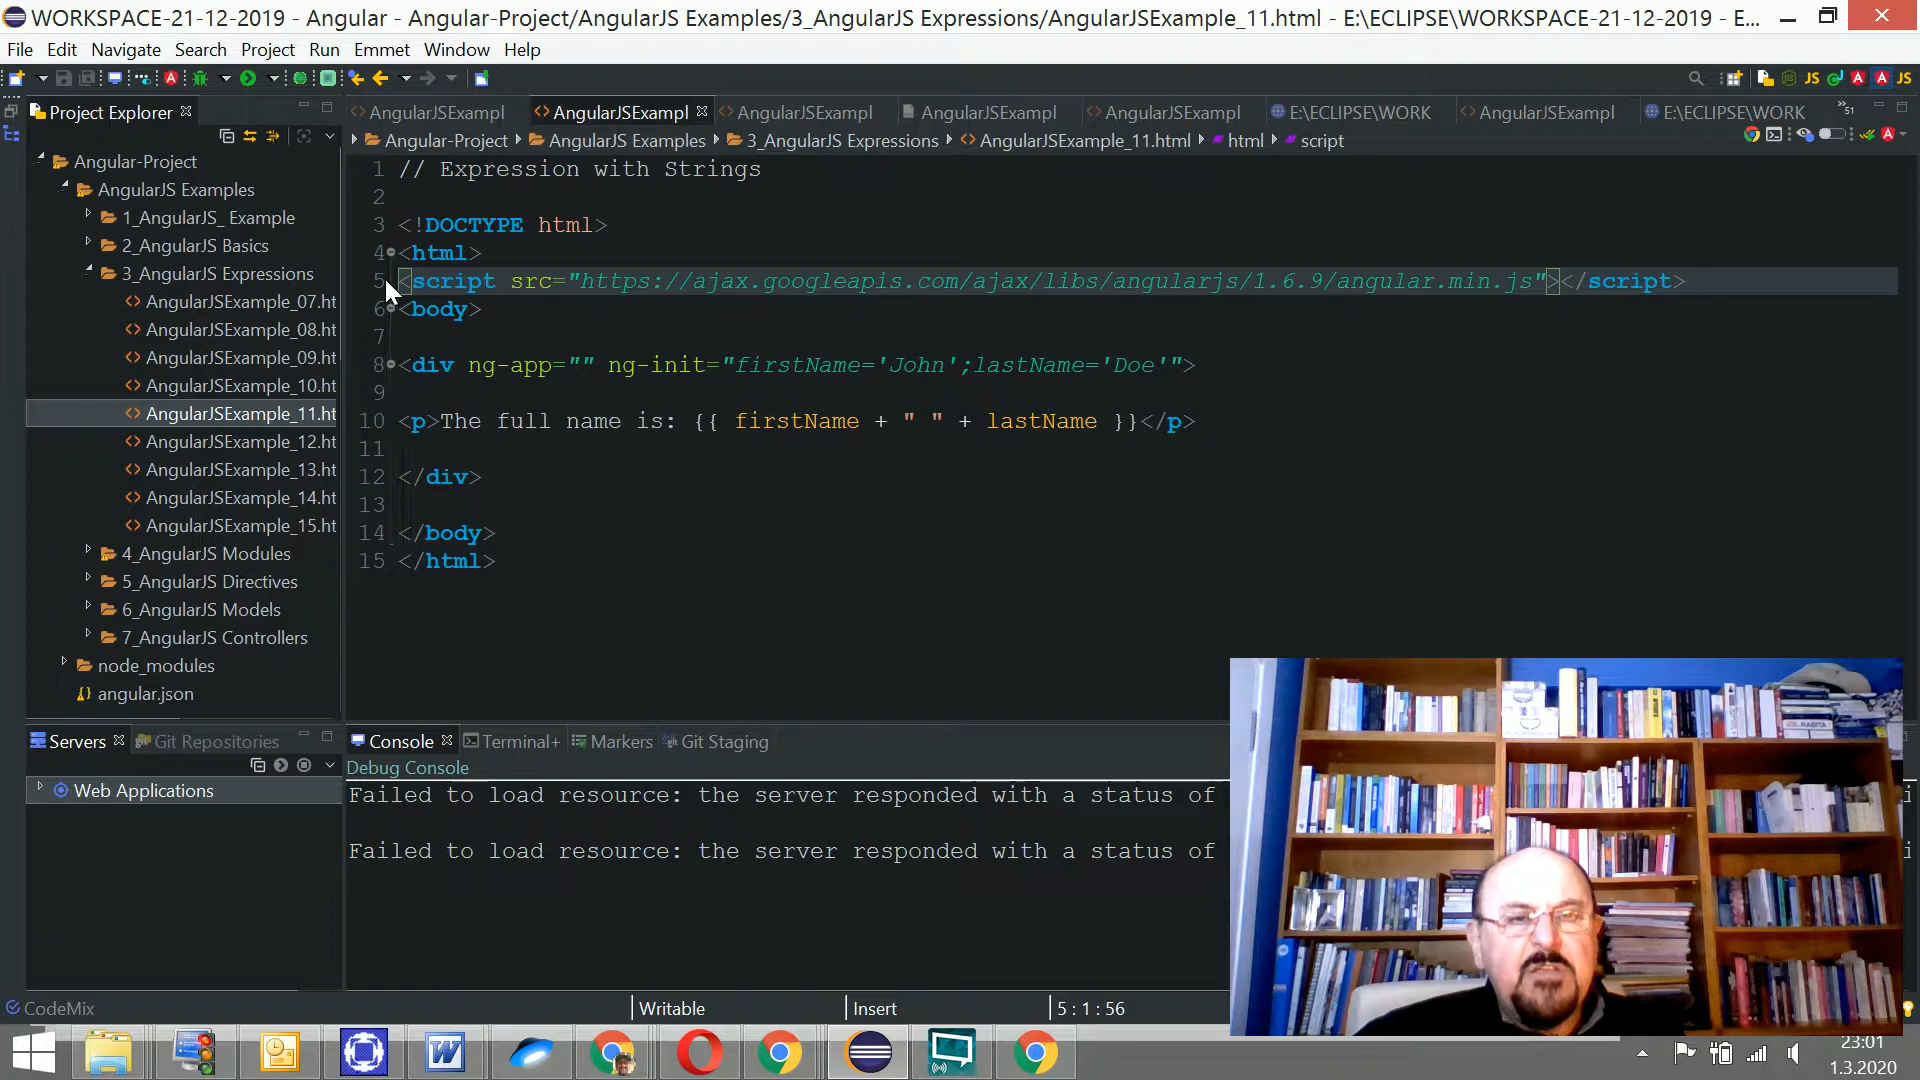 WORKSPACE-21-12-2019 - Angular - Angular-Project/AngularJS Examples/3_AngularJS Expressions/AngularJSExample_11.html - E:\ECLIPSE\WORKSPACE-21-12-2019 - E...
File Edit Navigate Search Project Run Emmet Window Help
Project Explorer
AngularJSExampl AngularJSExampl AngularJSExampl AngularJSExampl AngularJSExampl E:\ECLIPSE\WORK AngularJSExampl E:\ECLIPSE\WORK 51
Angular-Project AngularJS Examples 3_AngularJS Expressions AngularJSExample_11.html html script
Angular-Project
AngularJS Examples
1_AngularJS_ Example
2_AngularJS Basics
3_AngularJS Expressions
AngularJSExample_07.ht
AngularJSExample_08.ht
AngularJSExample_09.ht
AngularJSExample_10.ht
AngularJSExample_11.ht
AngularJSExample_12.ht
AngularJSExample_13.ht
AngularJSExample_14.ht
AngularJSExample_15.ht
4_AngularJS Modules
5_AngularJS Directives
6_AngularJS Models
7_AngularJS Controllers
node_modules
angular.json
1 // Expression with Strings
2
3 <!DOCTYPE html>
4 <html>
5 <script src="https://ajax.googleapis.com/ajax/libs/angularjs/1.6.9/angular.min.js"></script>
6 <body>
7
8 <div ng-app="" ng-init="firstName='John';lastName='Doe'">
9
10 <p>The full name is: {{ firstName + " " + lastName }}</p>
11
12 </div>
13
14 </body>
15 </html>
Servers Git Repositories
Web Applications
Console Terminal+ Markers Git Staging
Debug Console
Failed to load resource: the server responded with a status of
Failed to load resource: the server responded with a status of
CodeMix Writable Insert 5 : 1 : 56
23:01
1.3.2020